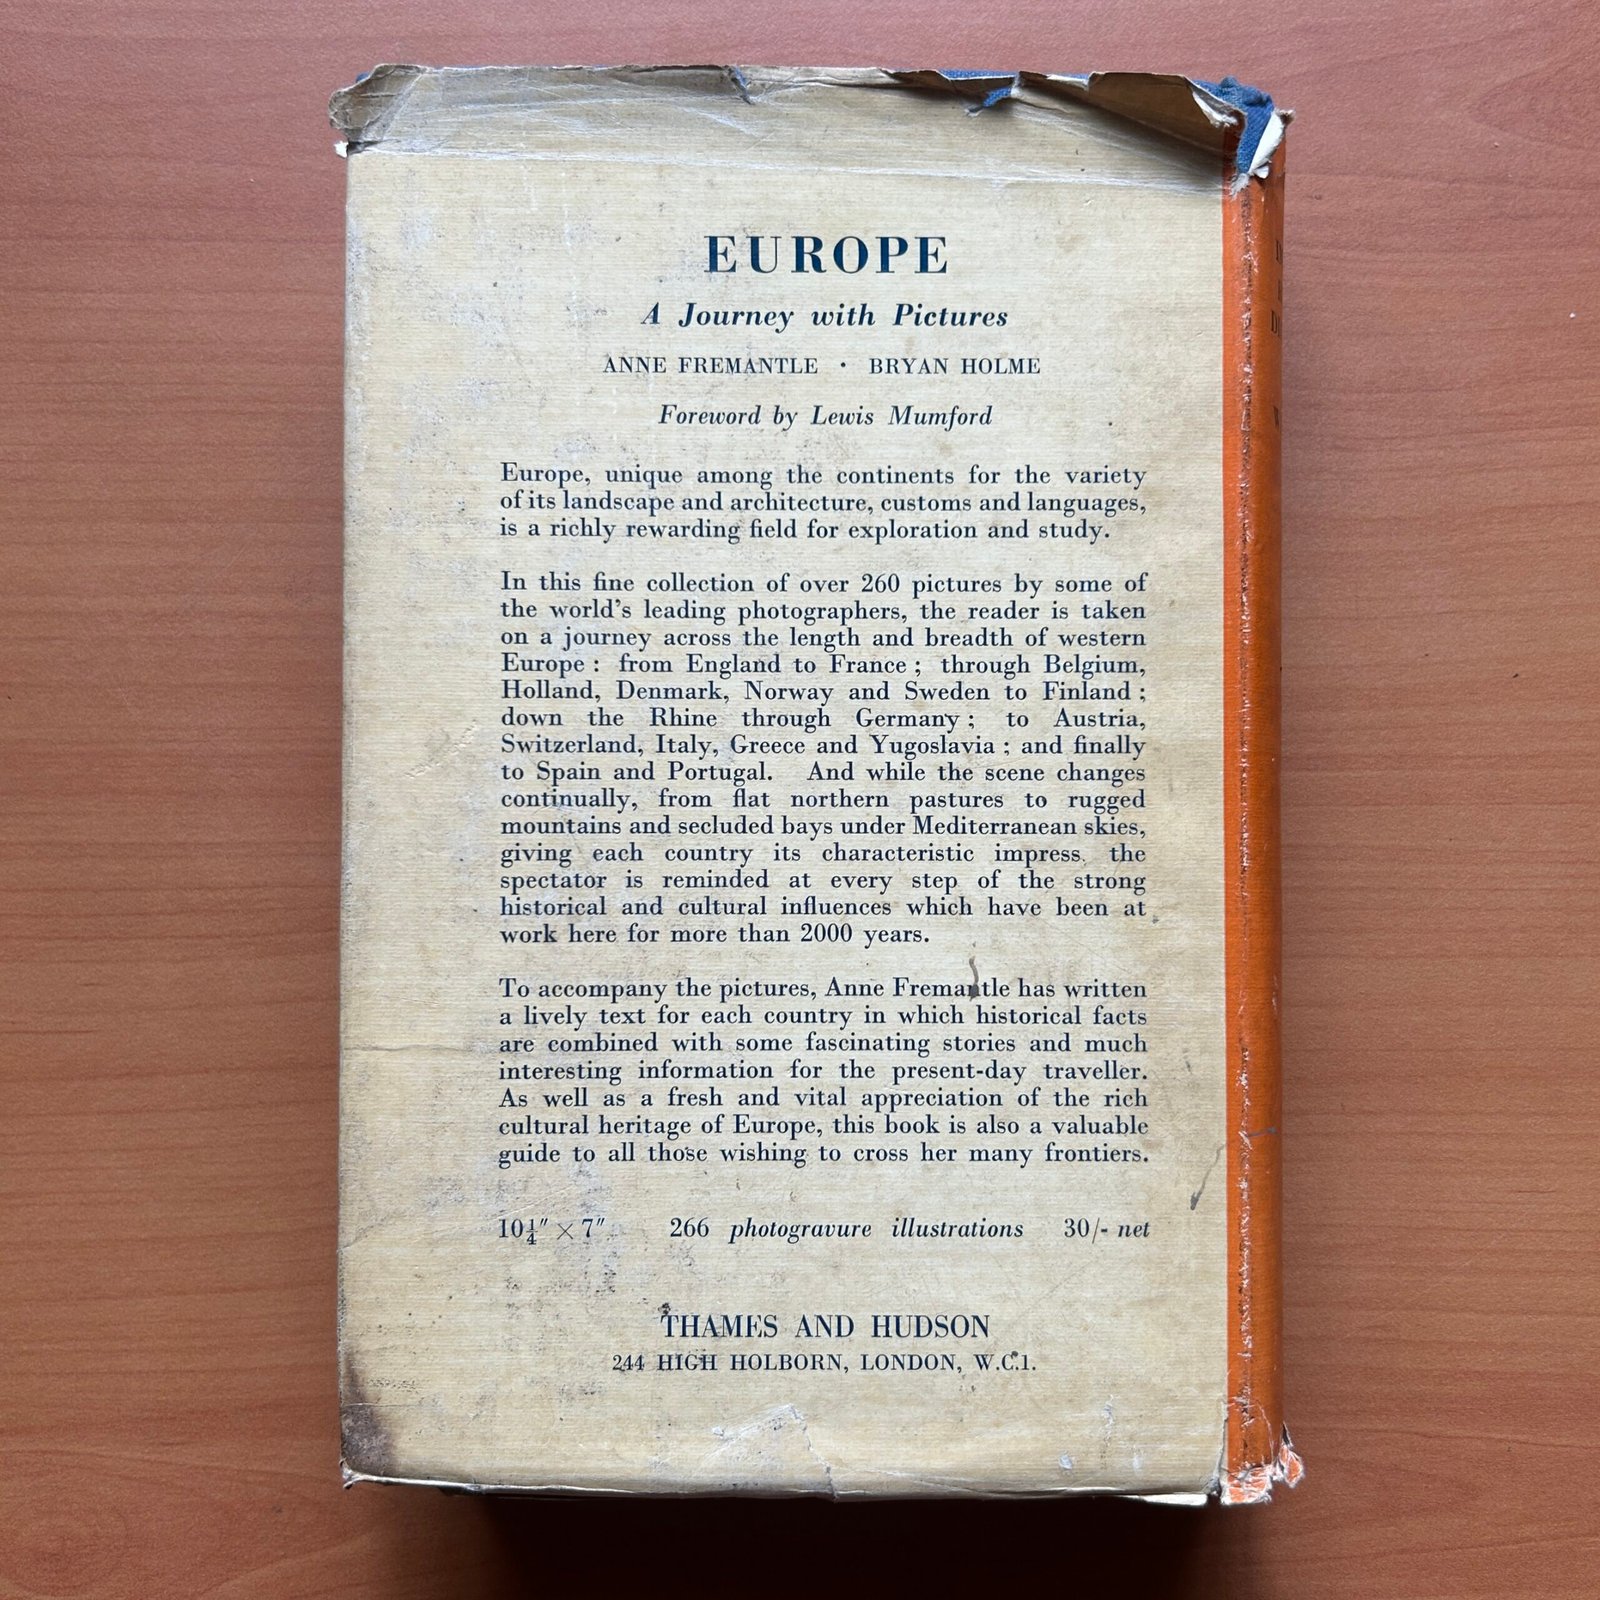 EUROPE
A Journey with Pictures
ANNE FREMANTLE · BRYAN HOLME
Foreword by Lewis Mumford
Europe, unique among the continents for the variety
of its landscape and architecture, customs and languages,
is a richly rewarding field for exploration and study.
In this fine collection of over 260 pictures by some of
the world's leading photographers, the reader is taken
on a journey across the length and breadth of western
Europe : from England to France ; through Belgium,
Holland, Denmark, Norway and Sweden to Finland ;
down the Rhine through Germany ; to Austria,
Switzerland, Italy, Greece and Yugoslavia ; and finally
to Spain and Portugal. And while the scene changes
continually, from flat northern pastures to rugged
mountains and secluded bays under Mediterranean skies,
giving each country its characteristic impress, the
spectator is reminded at every step of the strong
historical and cultural influences which have been at
work here for more than 2000 years.
To accompany the pictures, Anne Fremantle has written
a lively text for each country in which historical facts
are combined with some fascinating stories and much
interesting information for the present-day traveller.
As well as a fresh and vital appreciation of the rich
cultural heritage of Europe, this book is also a valuable
guide to all those wishing to cross her many frontiers.
10¼″ × 7″ 266 photogravure illustrations 30/- net
THAMES AND HUDSON
244 HIGH HOLBORN, LONDON, W.C.1.